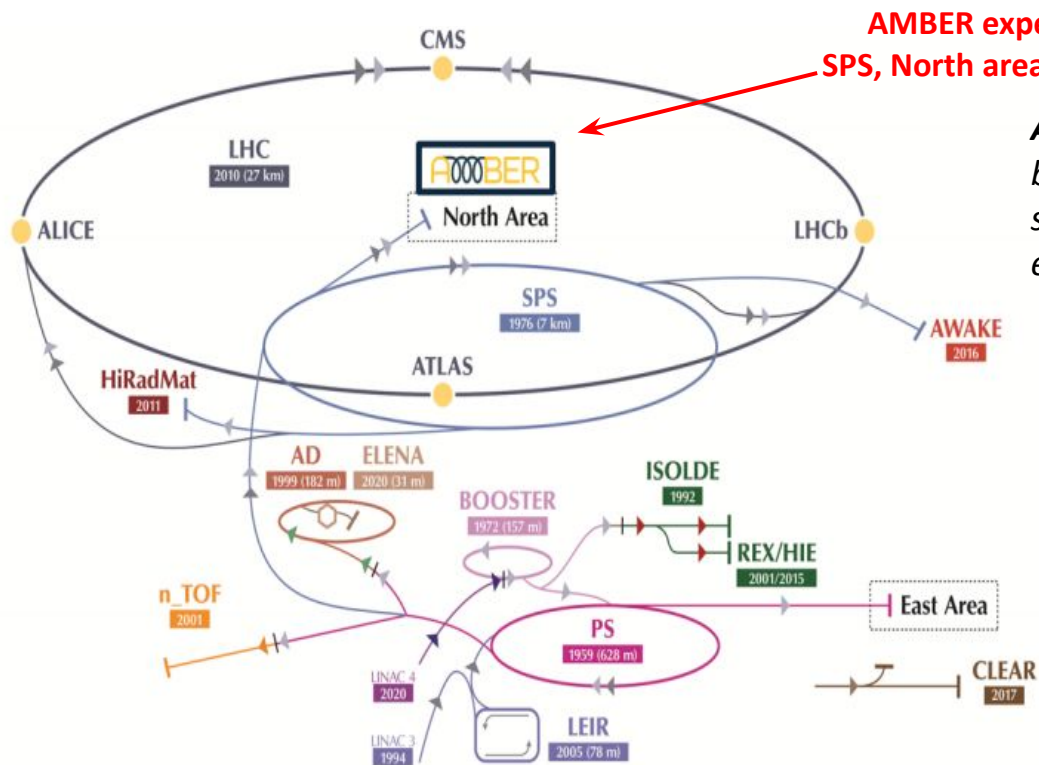 AMBER expe
SPS, North area
CMS
LHC
2010 (27 km)
AMBER
North Area
ALICE
LHCb
A
b
s
e
SPS
1976 (7 km)
AWAKE
2016
ATLAS
HiRadMat
2011
AD
1999 (182 m)
ELENA
2020 (31 m)
ISOLDE
1992
BOOSTER
1972 (157 m)
REX/HIE
2001/2015
n_TOF
2001
East Area
PS
1959 (628 m)
LINAC 4
2020
CLEAR
2017
LINAC 3
1994
LEIR
2005 (78 m)